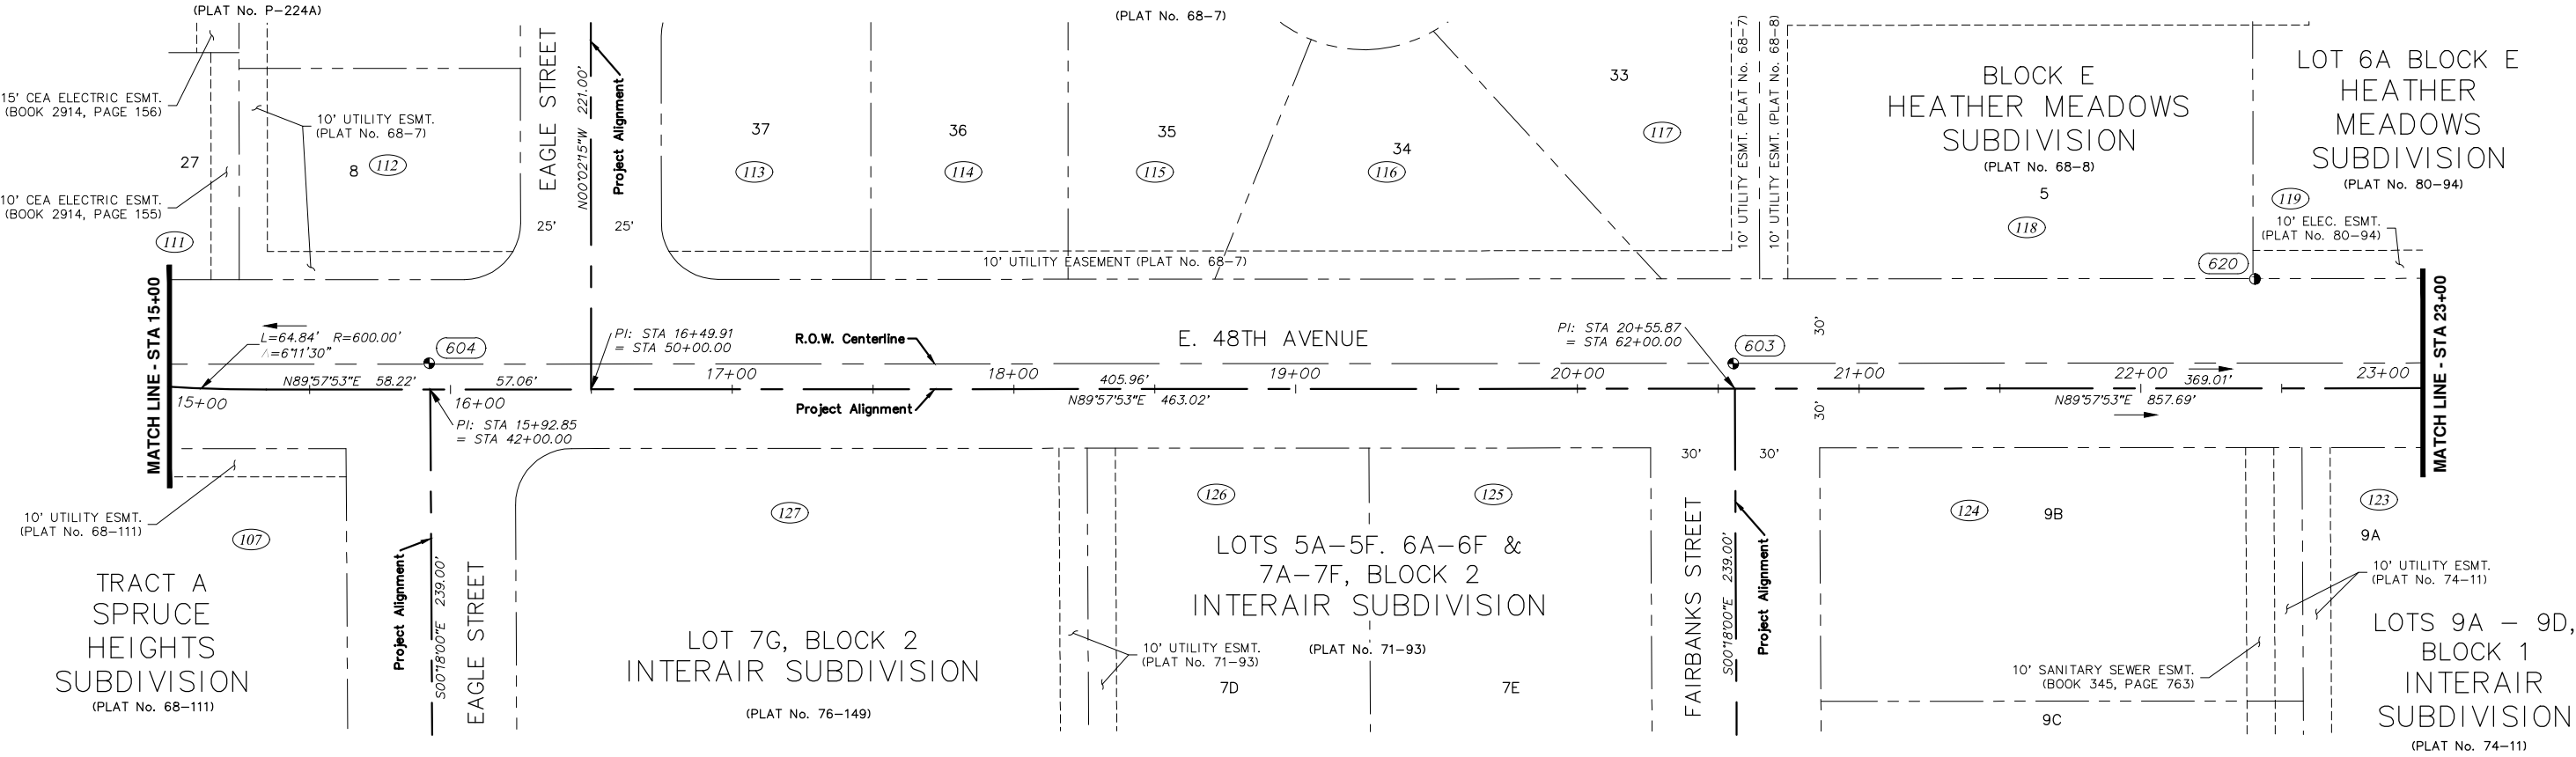 (PLAT No. P-224A)
(PLAT No. 68-7)
15' CEA ELECTRIC ESMT.
(BOOK 2914, PAGE 156)
10' UTILITY ESMT.
(PLAT No. 68-7)
27
8
112
10' CEA ELECTRIC ESMT.
(BOOK 2914, PAGE 155)
111
EAGLE STREET
N00°02'15"W 221.00'
Project Alignment
25'
25'
37
113
36
114
35
115
34
116
33
117
10' UTILITY EASEMENT (PLAT No. 68-7)
10' UTILITY ESMT. (PLAT No. 68-7)
10' UTILITY ESMT. (PLAT No. 68-8)
BLOCK E
HEATHER MEADOWS
SUBDIVISION
(PLAT No. 68-8)
5
118
LOT 6A BLOCK E
HEATHER
MEADOWS
SUBDIVISION
(PLAT No. 80-94)
119
10' ELEC. ESMT.
(PLAT No. 80-94)
620
MATCH LINE - STA 15+00
L=64.84' R=600.00'
Δ=6°11'30"
604
PI: STA 16+49.91
= STA 50+00.00
R.O.W. Centerline
E. 48TH AVENUE
PI: STA 20+55.87
= STA 62+00.00
603
30'
MATCH LINE - STA 23+00
N89°57'53"E 58.22'
57.06'
17+00
18+00
405.96'
19+00
20+00
21+00
22+00
369.01'
23+00
15+00
16+00
Project Alignment
N89°57'53"E 463.02'
30'
N89°57'53"E 857.69'
PI: STA 15+92.85
= STA 42+00.00
10' UTILITY ESMT.
(PLAT No. 68-111)
107
TRACT A
SPRUCE
HEIGHTS
SUBDIVISION
(PLAT No. 68-111)
Project Alignment
S00°18'00"E 239.00'
EAGLE STREET
127
LOT 7G, BLOCK 2
INTERAIR SUBDIVISION
(PLAT No. 76-149)
126
125
LOTS 5A-5F. 6A-6F &
7A-7F, BLOCK 2
INTERAIR SUBDIVISION
(PLAT No. 71-93)
10' UTILITY ESMT.
(PLAT No. 71-93)
7D
7E
30'
30'
FAIRBANKS STREET
S00°18'00"E 239.00'
Project Alignment
124
9B
123
9A
10' UTILITY ESMT.
(PLAT No. 74-11)
10' SANITARY SEWER ESMT.
(BOOK 345, PAGE 763)
9C
LOTS 9A - 9D,
BLOCK 1
INTERAIR
SUBDIVISION
(PLAT No. 74-11)